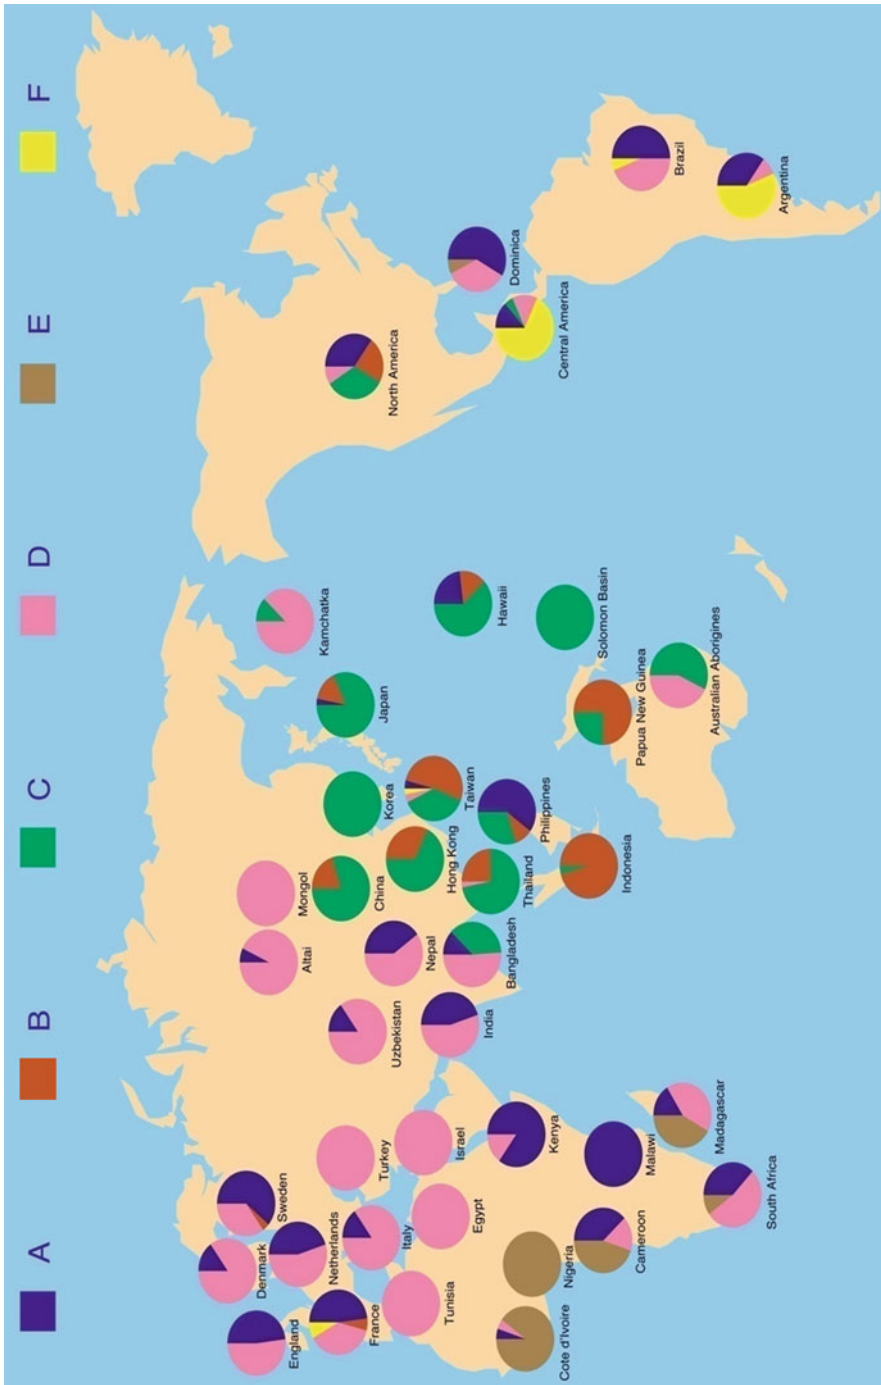 A B C D E F
England
Denmark
Sweden
Netherlands
France
Italy
Turkey
Tunisia
Egypt
Israel
Cote d'Ivoire
Nigeria
Cameroon
Kenya
Malawi
Madagascar
South Africa
Uzbekistan
India
Altai
Nepal
Bangladesh
Mongol
China
Hong Kong
Thailand
Korea
Taiwan
Philippines
Indonesia
Japan
Kamchatka
Papua New Guinea
Australian Aborigines
Hawaii
Solomon Basin
North America
Central America
Dominica
Brazil
Argentina